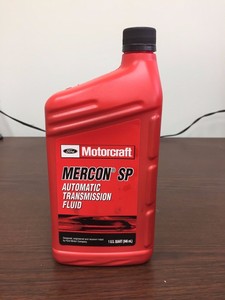 Ford Motorcraft
MERCON® SP
AUTOMATIC
TRANSMISSION
FLUID
1 U.S. QUART (946 mL)